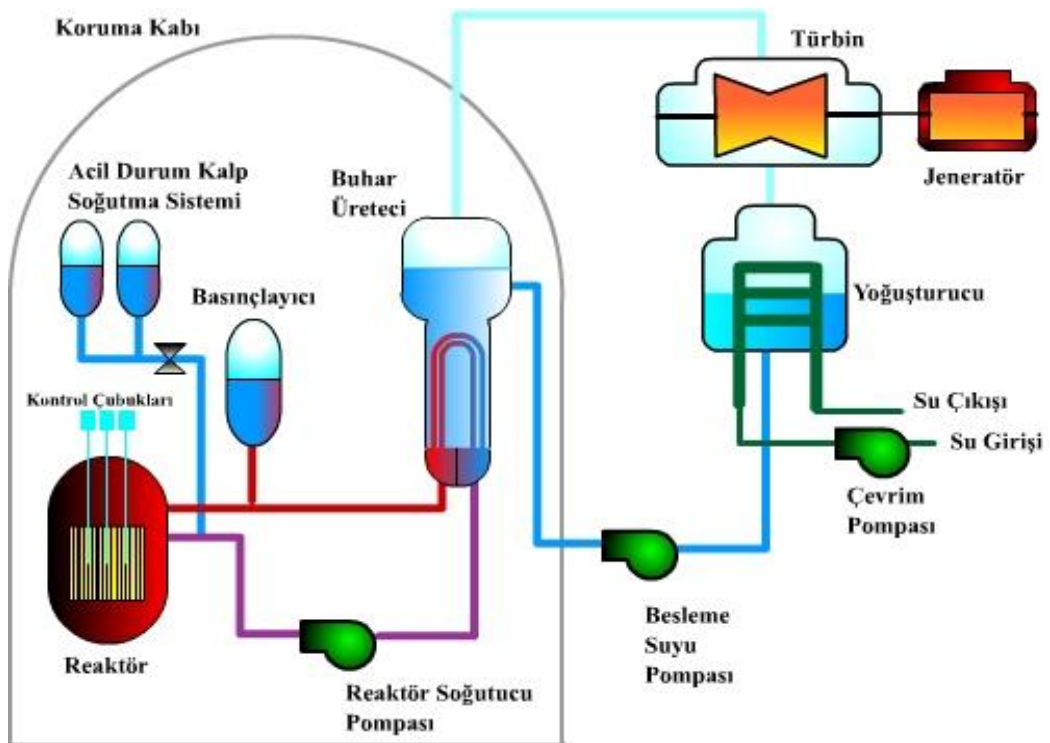 Koruma Kabı
Türbin
Jeneratör
Acil Durum Kalp
Soğutma Sistemi
Buhar
Üreteci
Basınçlayıcı
Yoğuşturucu
Kontrol Çubukları
Su Çıkışı
Su Girişi
Çevrim
Pompası
Besleme
Suyu
Pompası
Reaktör
Reaktör Soğutucu
Pompası